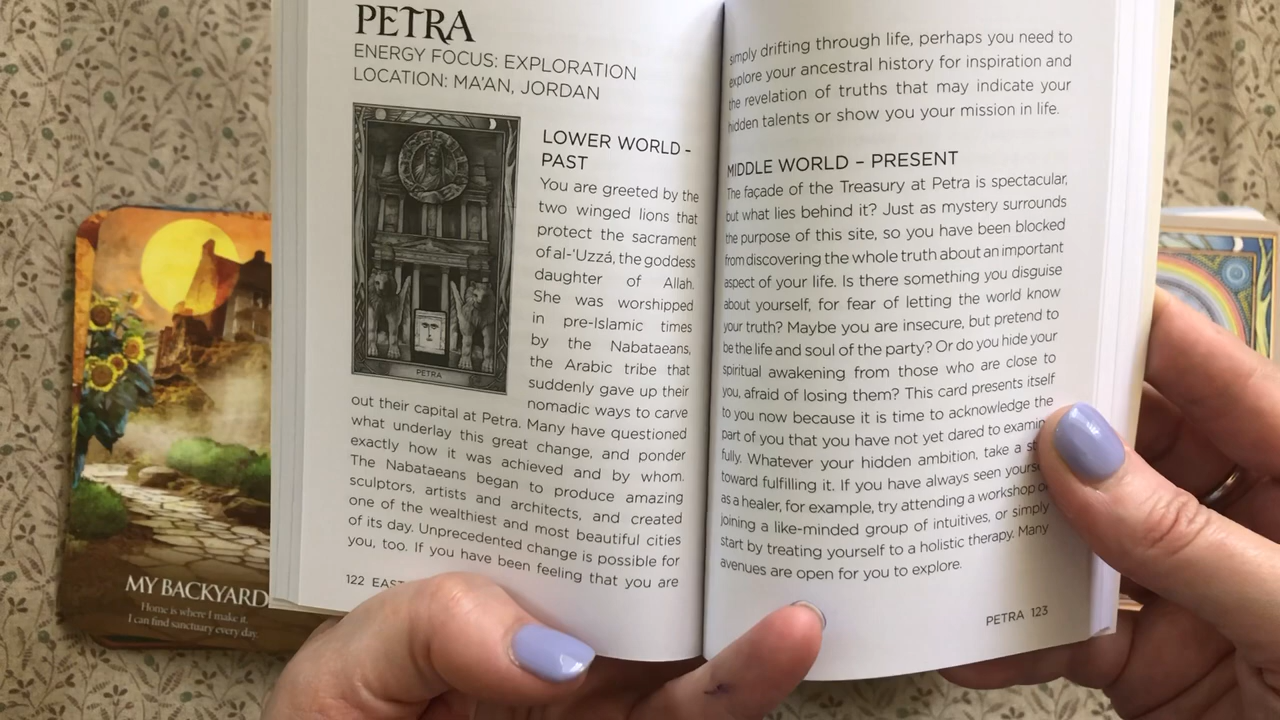 PETRA
ENERGY FOCUS: EXPLORATION
LOCATION: MA'AN, JORDAN
PETRA
LOWER WORLD –
PAST
You are greeted by the
two winged lions that
protect the sacrament
of al-'Uzzá, the goddess
daughter of Allah.
She was worshipped
in pre-Islamic times
by the Nabataeans,
the Arabic tribe that
suddenly gave up their
nomadic ways to carve
out their capital at Petra. Many have questioned
what underlay this great change, and ponder
exactly how it was achieved and by whom.
The Nabataeans began to produce amazing
sculptors, artists and architects, and created
one of the wealthiest and most beautiful cities
of its day. Unprecedented change is possible for
you, too. If you have been feeling that you are
122 EAST
simply drifting through life, perhaps you need to
explore your ancestral history for inspiration and
the revelation of truths that may indicate your
hidden talents or show you your mission in life.
MIDDLE WORLD – PRESENT
The façade of the Treasury at Petra is spectacular,
but what lies behind it? Just as mystery surrounds
the purpose of this site, so you have been blocked
from discovering the whole truth about an important
aspect of your life. Is there something you disguise
about yourself, for fear of letting the world know
your truth? Maybe you are insecure, but pretend to
be the life and soul of the party? Or do you hide your
spiritual awakening from those who are close to
you, afraid of losing them? This card presents itself
to you now because it is time to acknowledge the
part of you that you have not yet dared to examin
fully. Whatever your hidden ambition, take a st
toward fulfilling it. If you have always seen yourse
as a healer, for example, try attending a workshop o
joining a like-minded group of intuitives, or simply
start by treating yourself to a holistic therapy. Many
avenues are open for you to explore.
PETRA 123
MY BACKYARD
Home is where I make it.
I can find sanctuary every day.